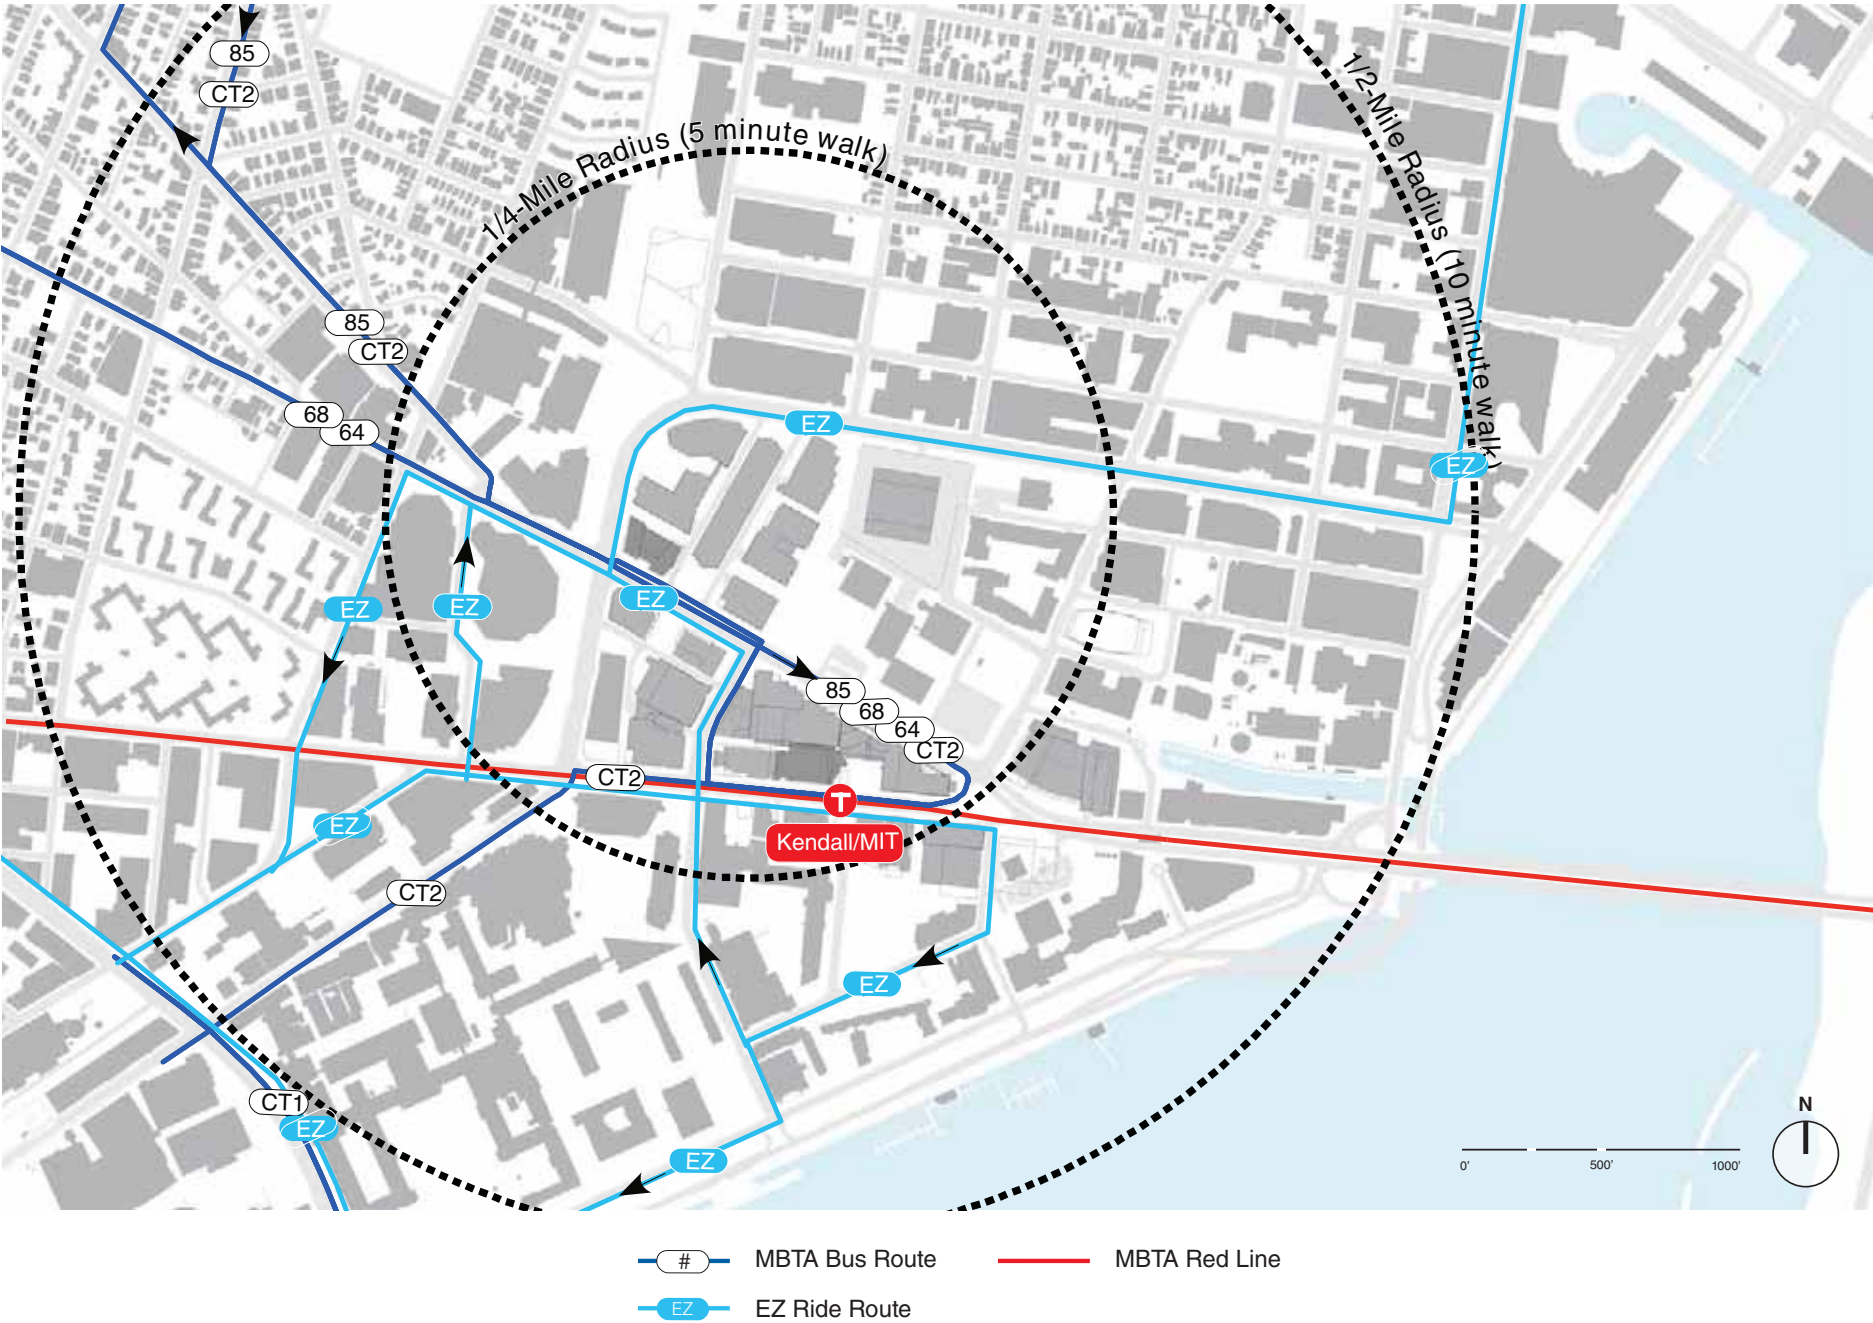 85
CT2
1/4-Mile Radius (5 minute walk)
1/2-Mile Radius (10 minute walk)
85
CT2
68
64
EZ
EZ
EZ
EZ
EZ
85
68
64
CT2
CT2
T
Kendall/MIT
EZ
CT2
EZ
CT1
EZ
EZ
N
0' 500' 1000'
# MBTA Bus Route
MBTA Red Line
EZ EZ Ride Route